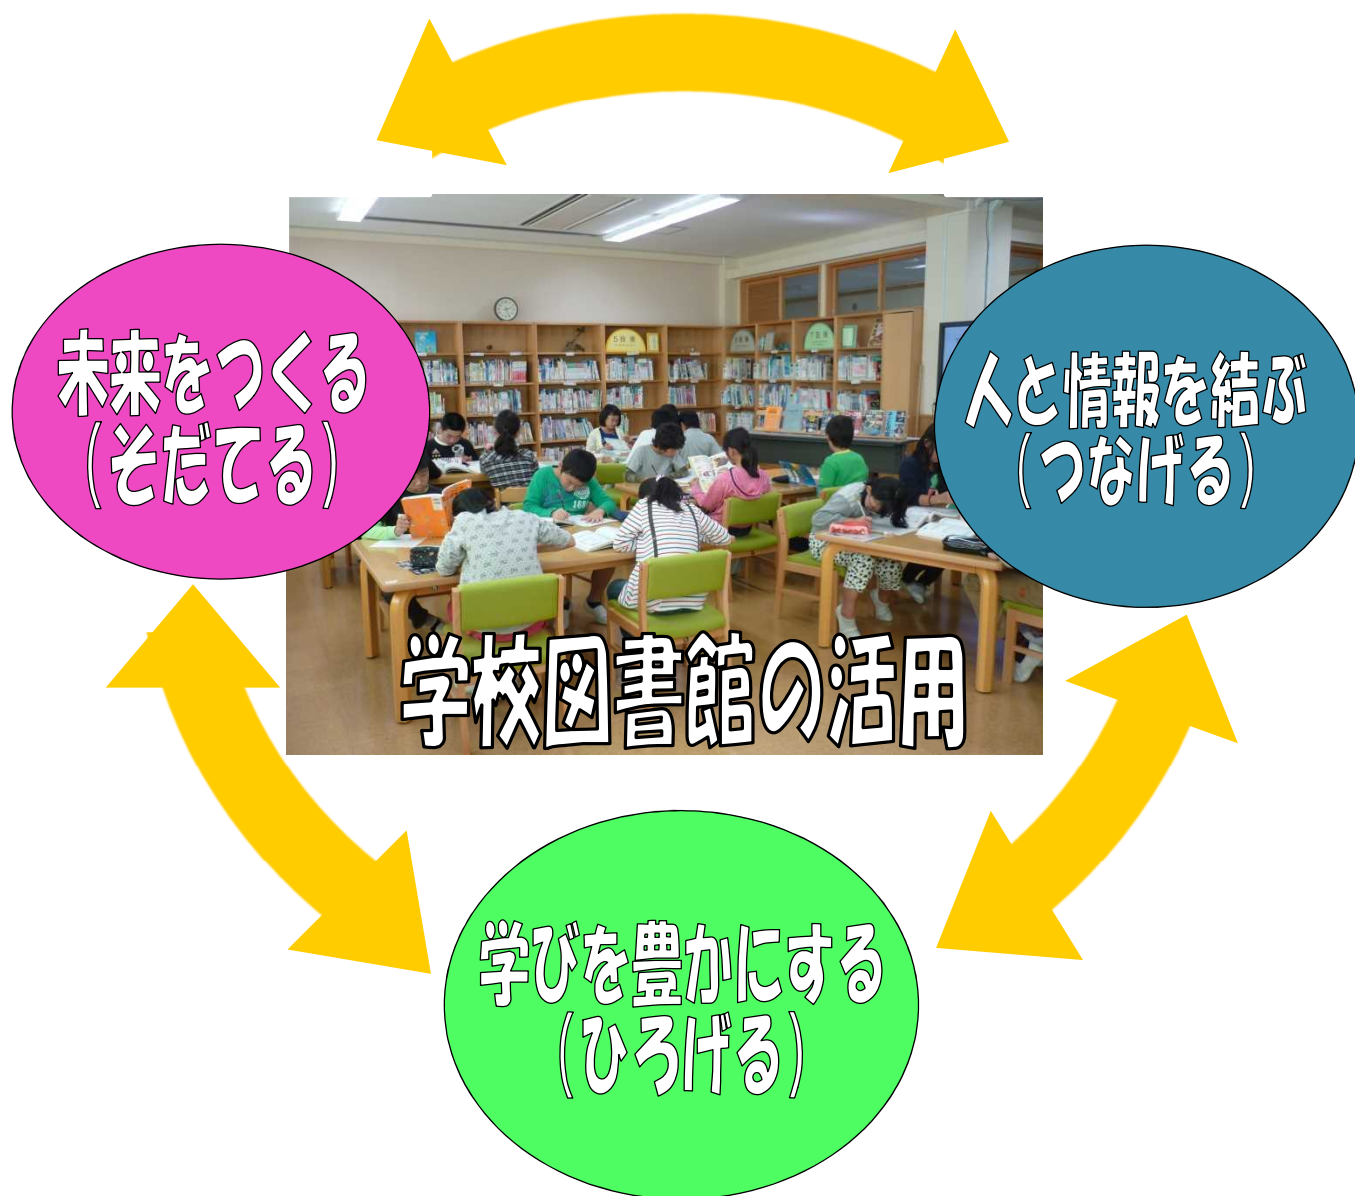 未来をつくる
（そだてる）
人と情報を結ぶ
（つなげる）
学校図書館の活用
学びを豊かにする
（ひろげる）